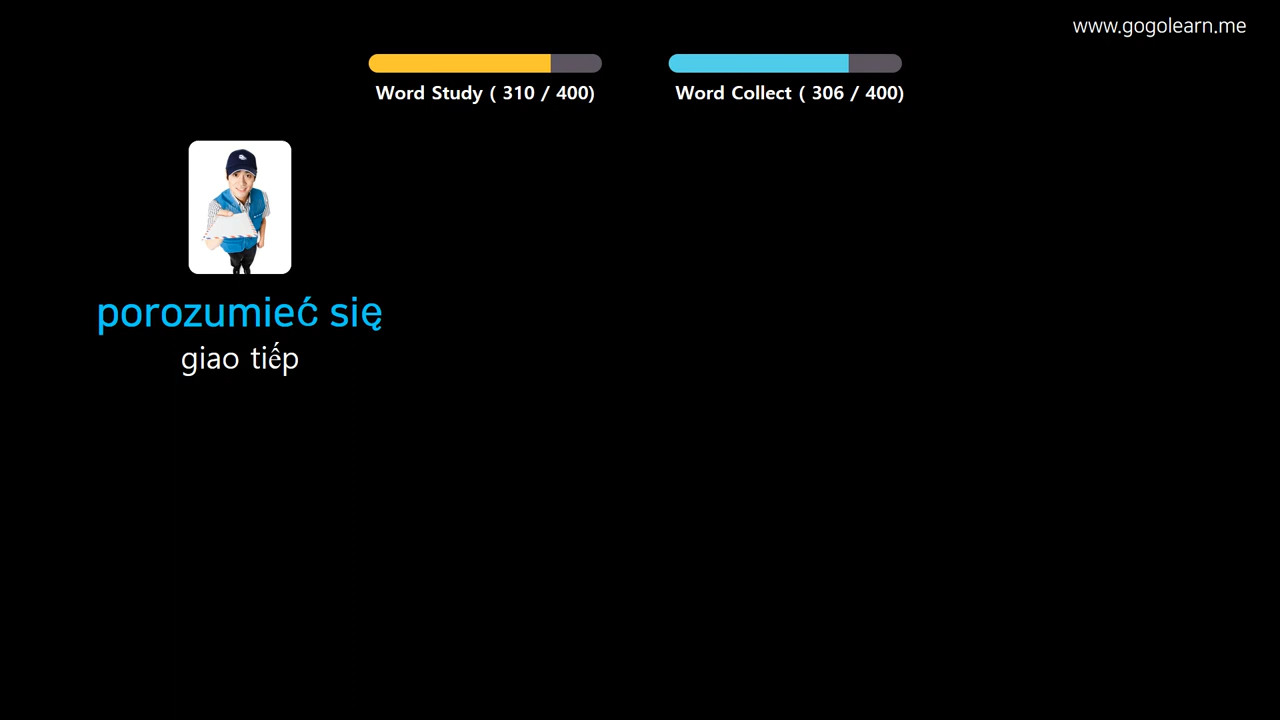 www.gogolearn.me
Word Study ( 310 / 400)
Word Collect ( 306 / 400)
porozumieć się
giao tiếp